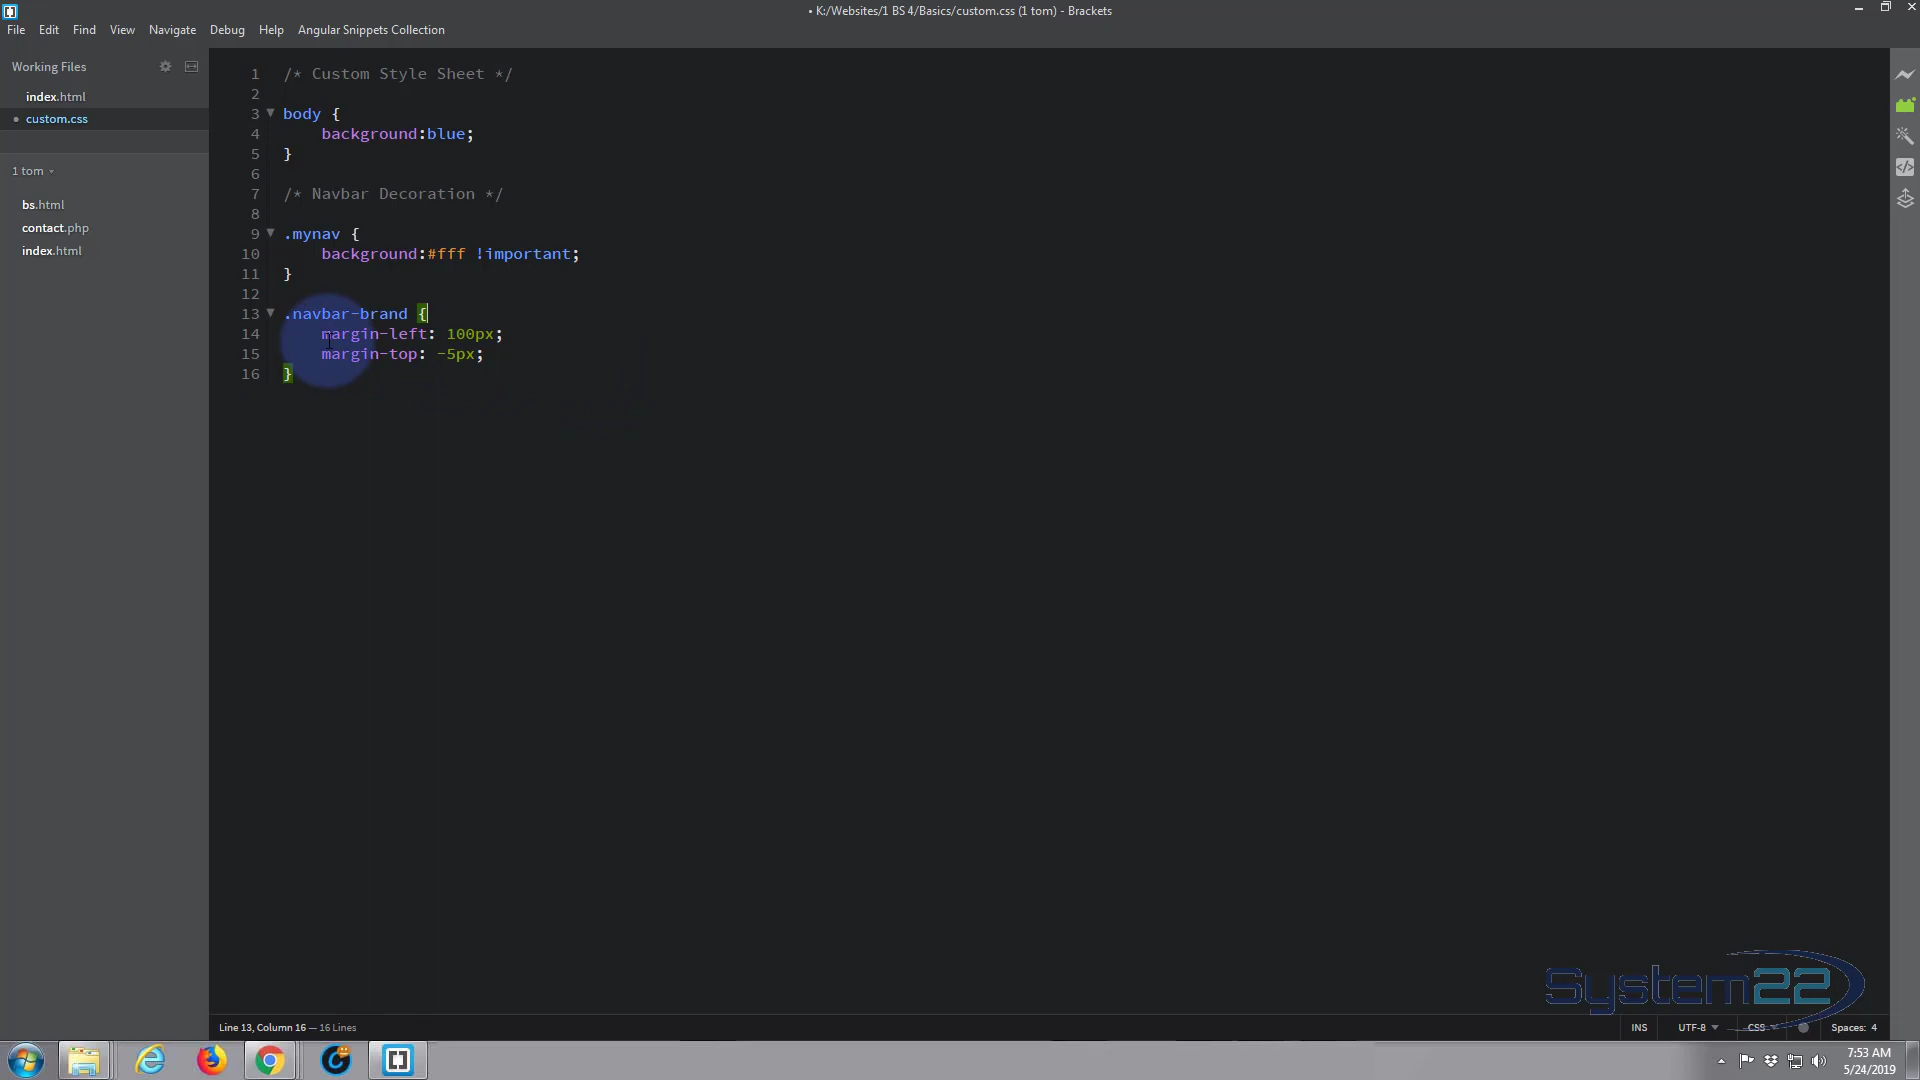 • K:/Websites/1 BS 4/Basics/custom.css (1 tom) - Brackets
File Edit Find View Navigate Debug Help Angular Snippets Collection
Working Files
index.html
• custom.css
1 tom
bs.html
contact.php
index.html
1 /* Custom Style Sheet */
2
3 body {
4 background:blue;
5 }
6
7 /* Navbar Decoration */
8
9 .mynav {
10 background:#fff !important;
11 }
12
13 .navbar-brand {
14 margin-left: 100px;
15 margin-top: -5px;
16 }
System22
Line 13, Column 16 — 16 Lines
INS UTF-8 CSS Spaces: 4
7:53 AM
5/24/2019